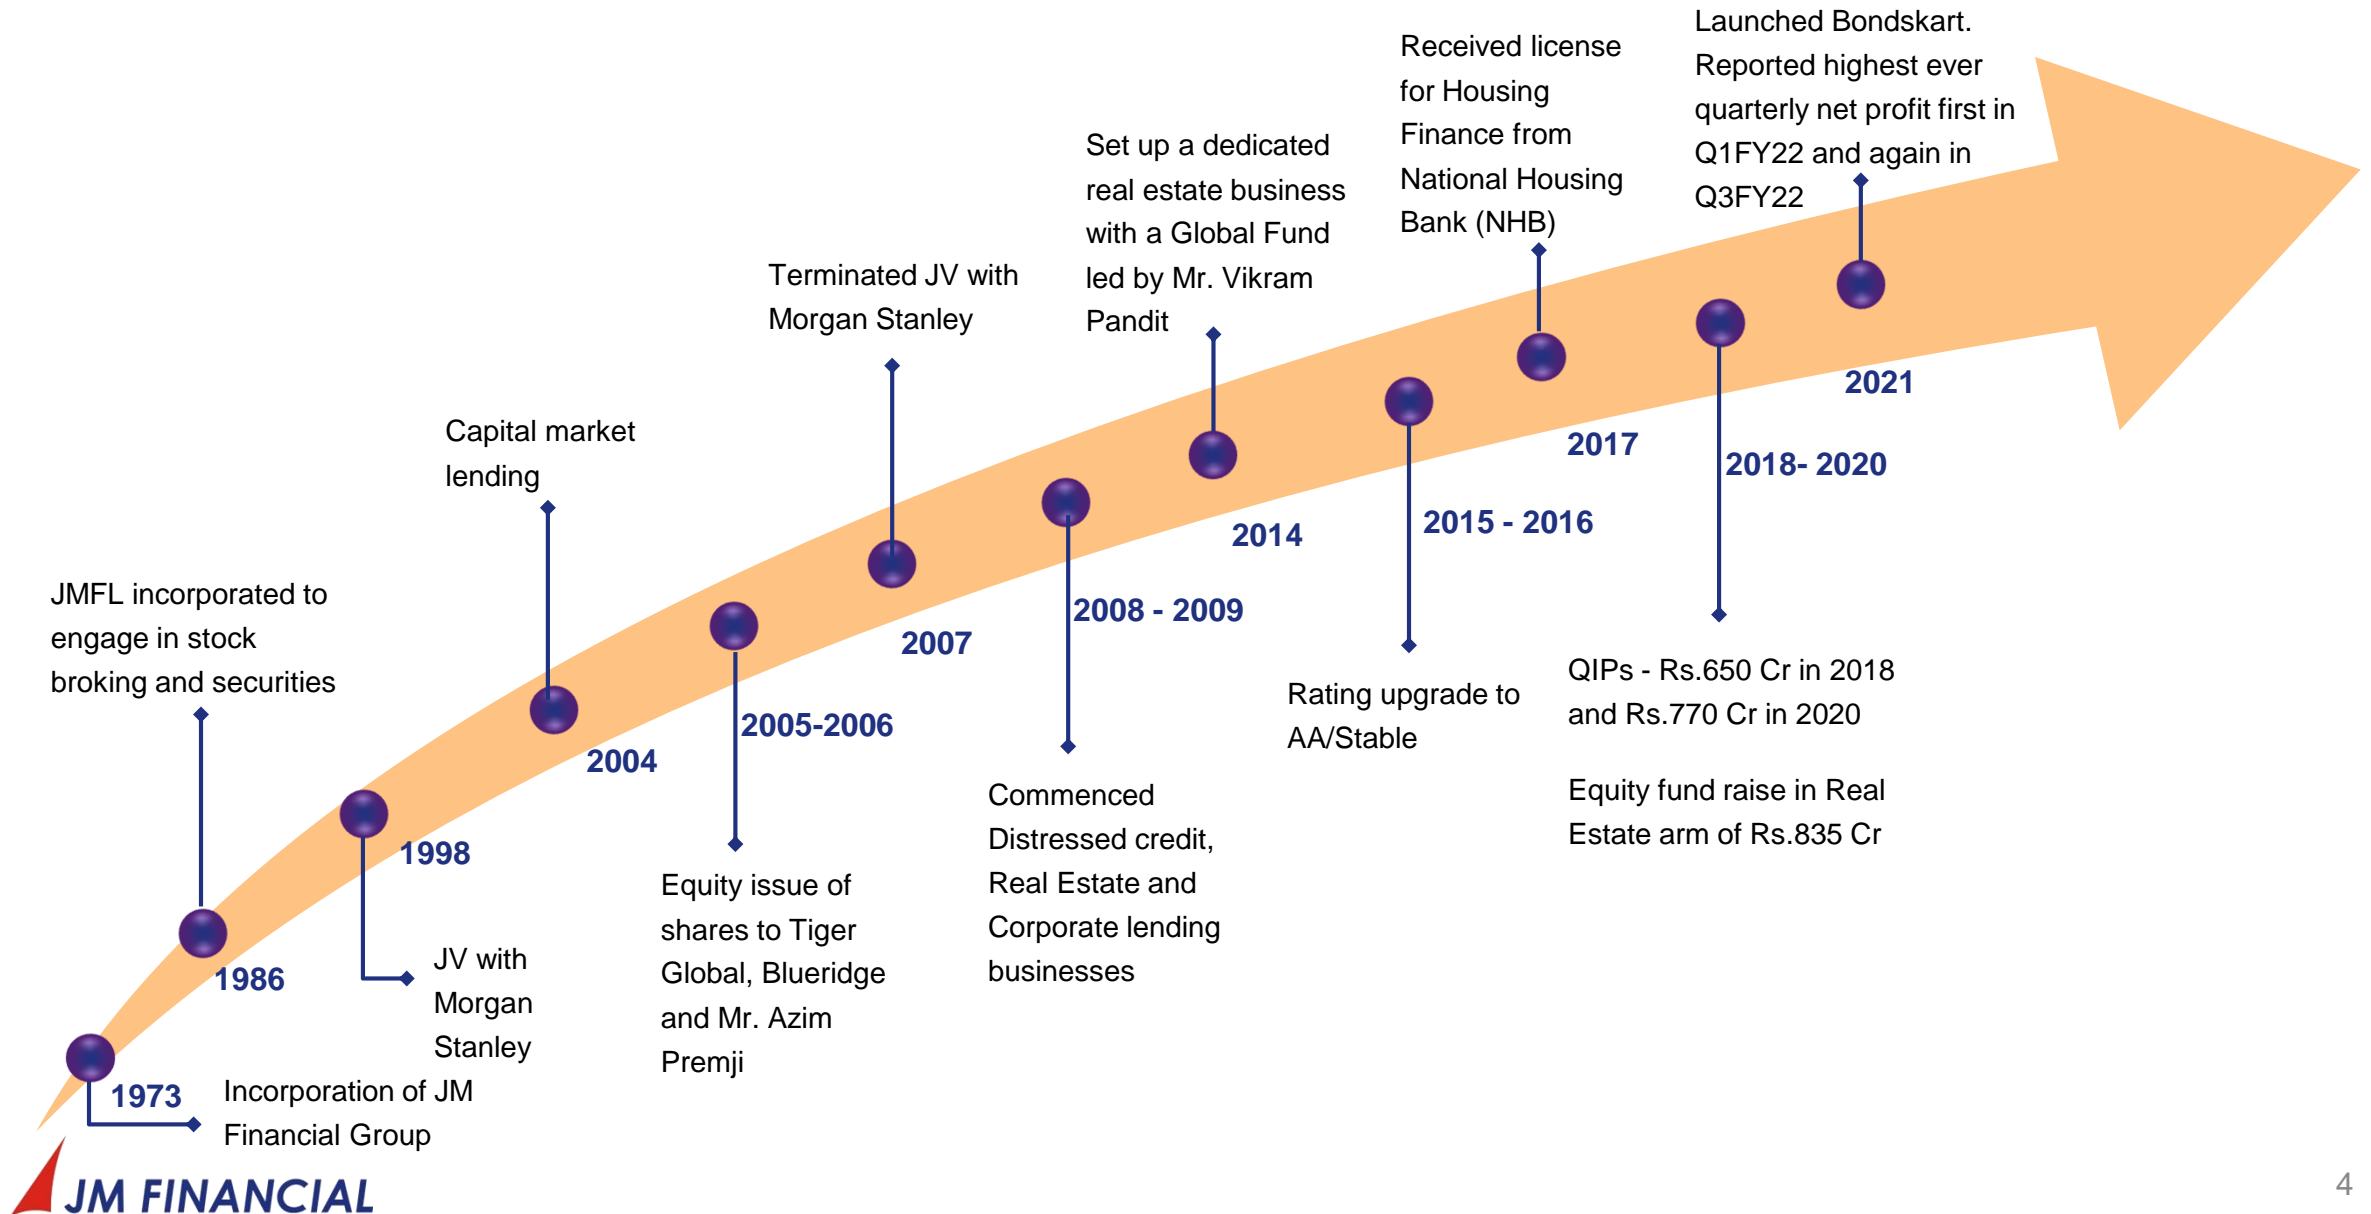 Launched Bondskart.
Reported highest ever
quarterly net profit first in
Q1FY22 and again in
Q3FY22
2021
Received license
for Housing
Finance from
National Housing
Bank (NHB)
2017
2018- 2020
QIPs - Rs.650 Cr in 2018
and Rs.770 Cr in 2020
Equity fund raise in Real
Estate arm of Rs.835 Cr
Set up a dedicated
real estate business
with a Global Fund
led by Mr. Vikram
Pandit
2014
2015 - 2016
Rating upgrade to
AA/Stable
Terminated JV with
Morgan Stanley
2007
2008 - 2009
Commenced
Distressed credit,
Real Estate and
Corporate lending
businesses
Capital market
lending
2004
2005-2006
Equity issue of
shares to Tiger
Global, Blueridge
and Mr. Azim
Premji
JMFL incorporated to
engage in stock
broking and securities
1986
1998
JV with
Morgan
Stanley
1973
Incorporation of JM
Financial Group
JM FINANCIAL
4